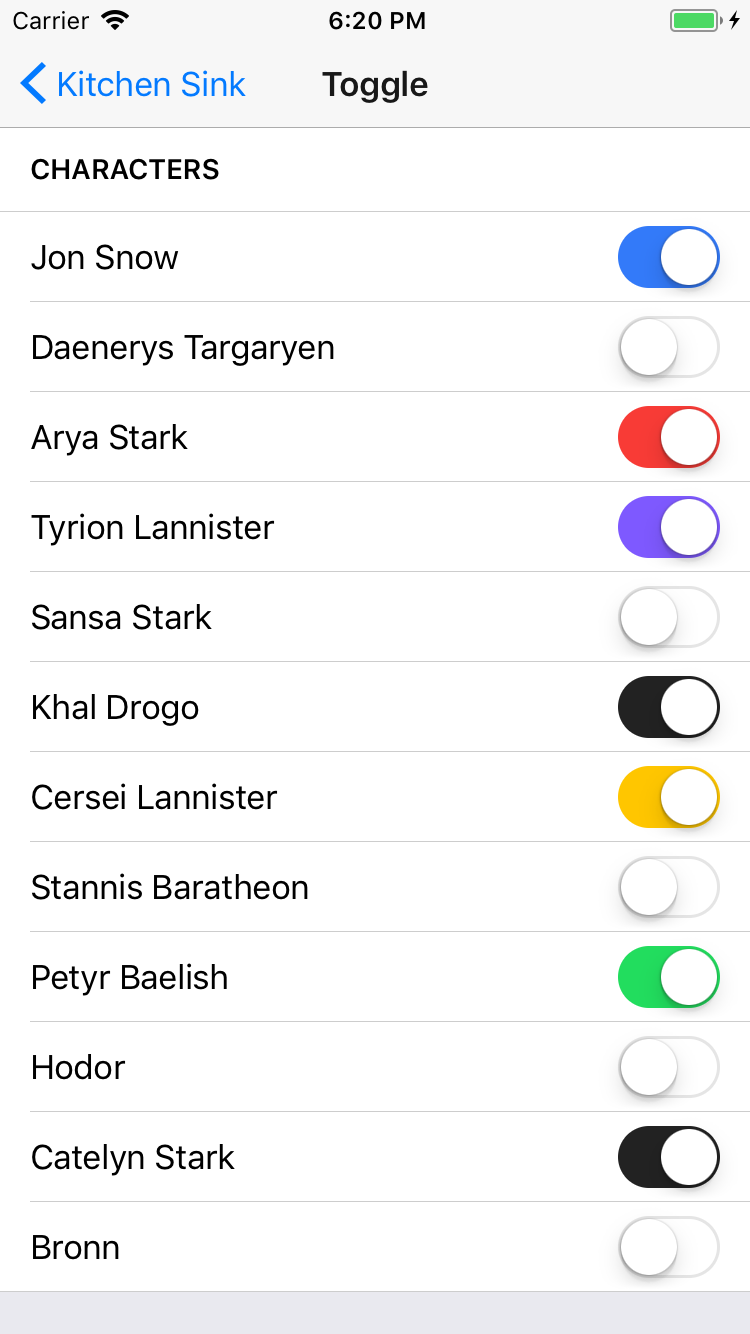 Carrier 6:20 PM
Kitchen Sink Toggle
CHARACTERS
Jon Snow
Daenerys Targaryen
Arya Stark
Tyrion Lannister
Sansa Stark
Khal Drogo
Cersei Lannister
Stannis Baratheon
Petyr Baelish
Hodor
Catelyn Stark
Bronn